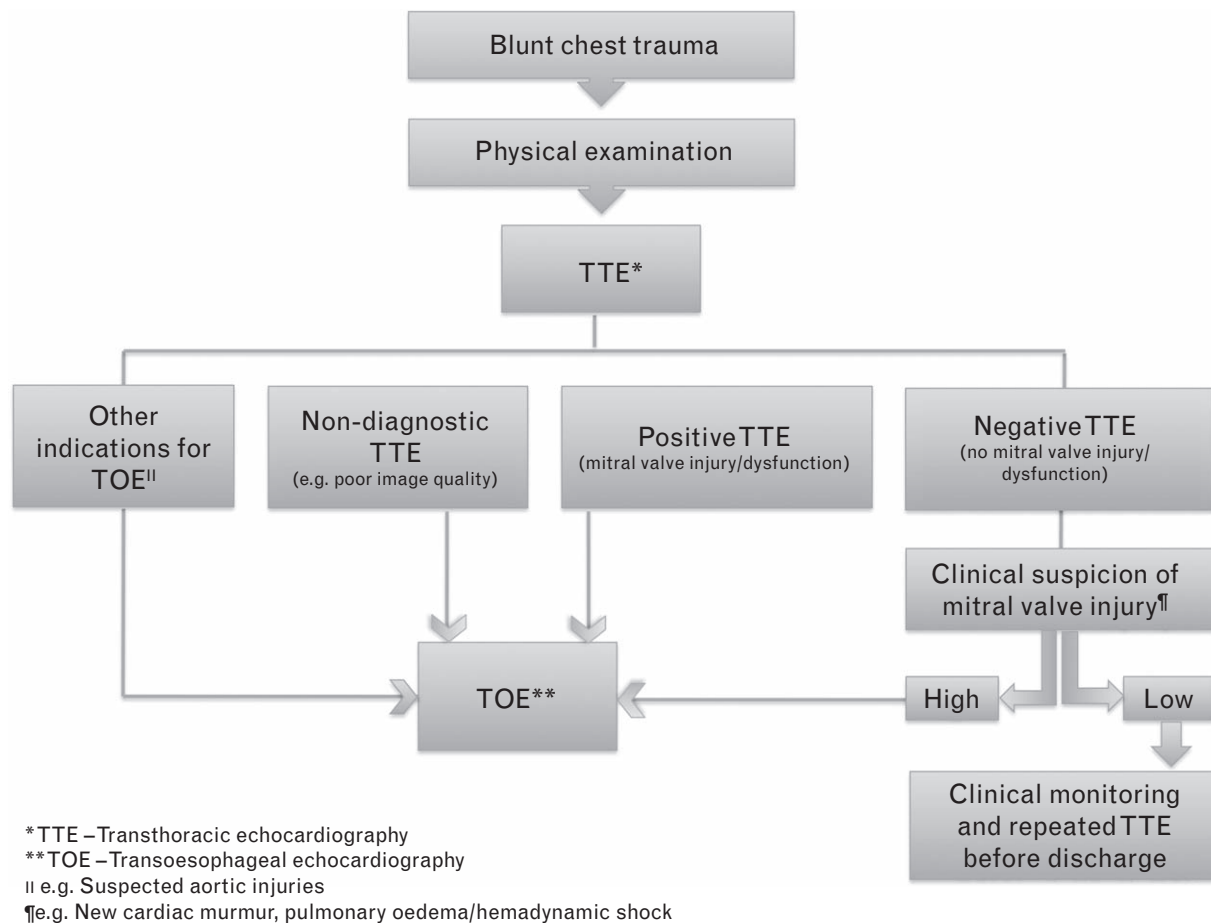 Blunt chest trauma
Physical examination
TTE*
Other
indications for
TOE||
Non-diagnostic
TTE
(e.g. poor image quality)
Positive TTE
(mitral valve injury/dysfunction)
Negative TTE
(no mitral valve injury/
dysfunction)
Clinical suspicion of
mitral valve injury¶
TOE**
High
Low
Clinical monitoring
and repeated TTE
before discharge
*TTE – Transthoracic echocardiography
**TOE – Transoesophageal echocardiography
|| e.g. Suspected aortic injuries
¶e.g. New cardiac murmur, pulmonary oedema/hemadynamic shock